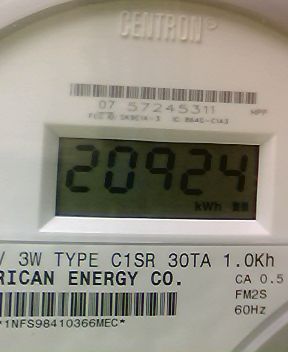 CENTRON®
07 57245311
NPF
20924
kWh
V 3W TYPE C1SR 30TA 1.0Kh
RICAN ENERGY CO.
CA 0.5
FM2S
60Hz
*1NFS98410366MEC*